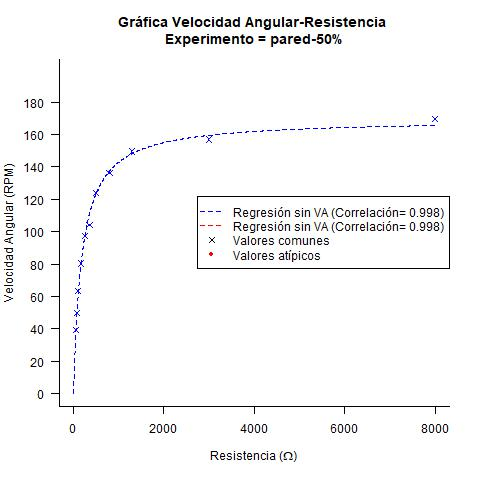 Gráfica Velocidad Angular-Resistencia
Experimento = pared-50%
Velocidad Angular (RPM)
180
160
140
120
100
80
60
40
20
0
Regresión sin VA (Correlación= 0.998)
Regresión sin VA (Correlación= 0.998)
Valores comunes
Valores atípicos
0 2000 4000 6000 8000
Resistencia (Ω)